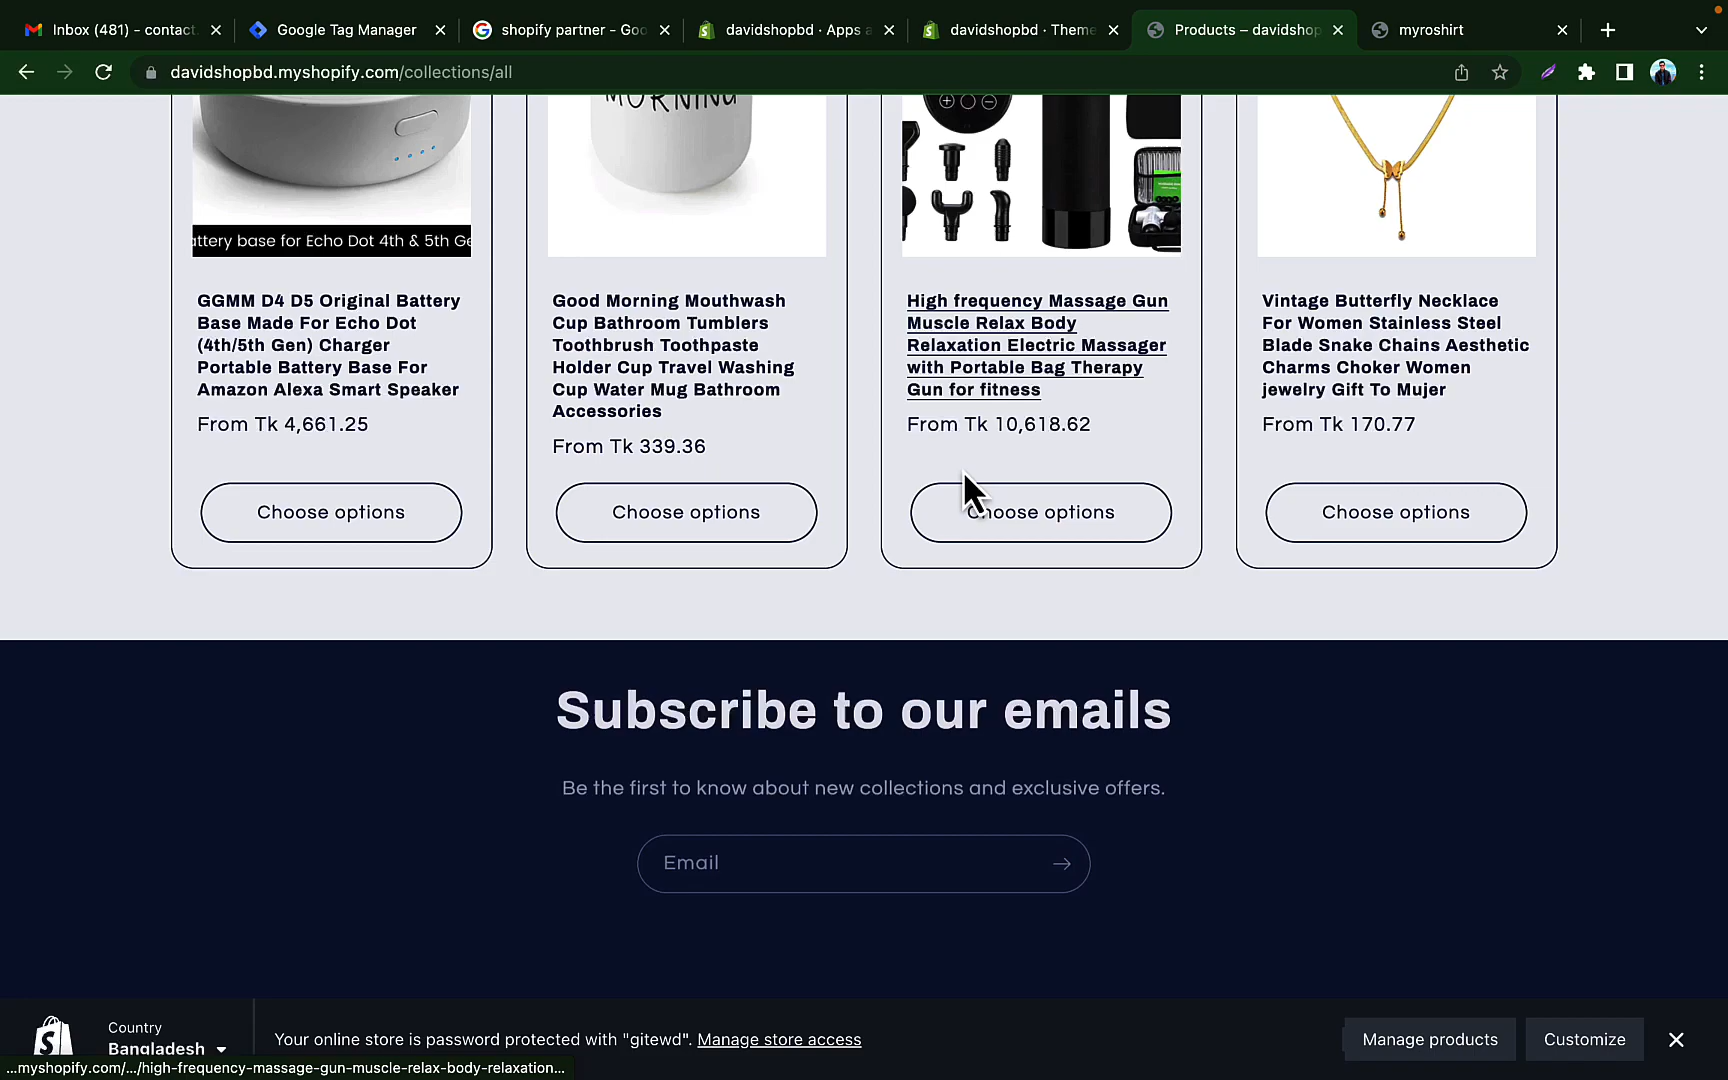 Inbox (481) - contact
Google Tag Manager
shopify partner - Goo
davidshopbd · Apps a
davidshopbd · Theme
Products – davidshop
myroshirt
davidshopbd.myshopify.com/collections/all
MORNING
attery base for Echo Dot 4th & 5th Ge
GGMM D4 D5 Original Battery
Base Made For Echo Dot
(4th/5th Gen) Charger
Portable Battery Base For
Amazon Alexa Smart Speaker
From Tk 4,661.25
Choose options
Good Morning Mouthwash
Cup Bathroom Tumblers
Toothbrush Toothpaste
Holder Cup Travel Washing
Cup Water Mug Bathroom
Accessories
From Tk 339.36
Choose options
High frequency Massage Gun
Muscle Relax Body
Relaxation Electric Massager
with Portable Bag Therapy
Gun for fitness
From Tk 10,618.62
Choose options
Vintage Butterfly Necklace
For Women Stainless Steel
Blade Snake Chains Aesthetic
Charms Choker Women
jewelry Gift To Mujer
From Tk 170.77
Choose options
Subscribe to our emails
Be the first to know about new collections and exclusive offers.
Email
Country
Bangladesh
Your online store is password protected with "gitewd". Manage store access
Manage products
Customize
...myshopify.com/.../high-frequency-massage-gun-muscle-relax-body-relaxation...